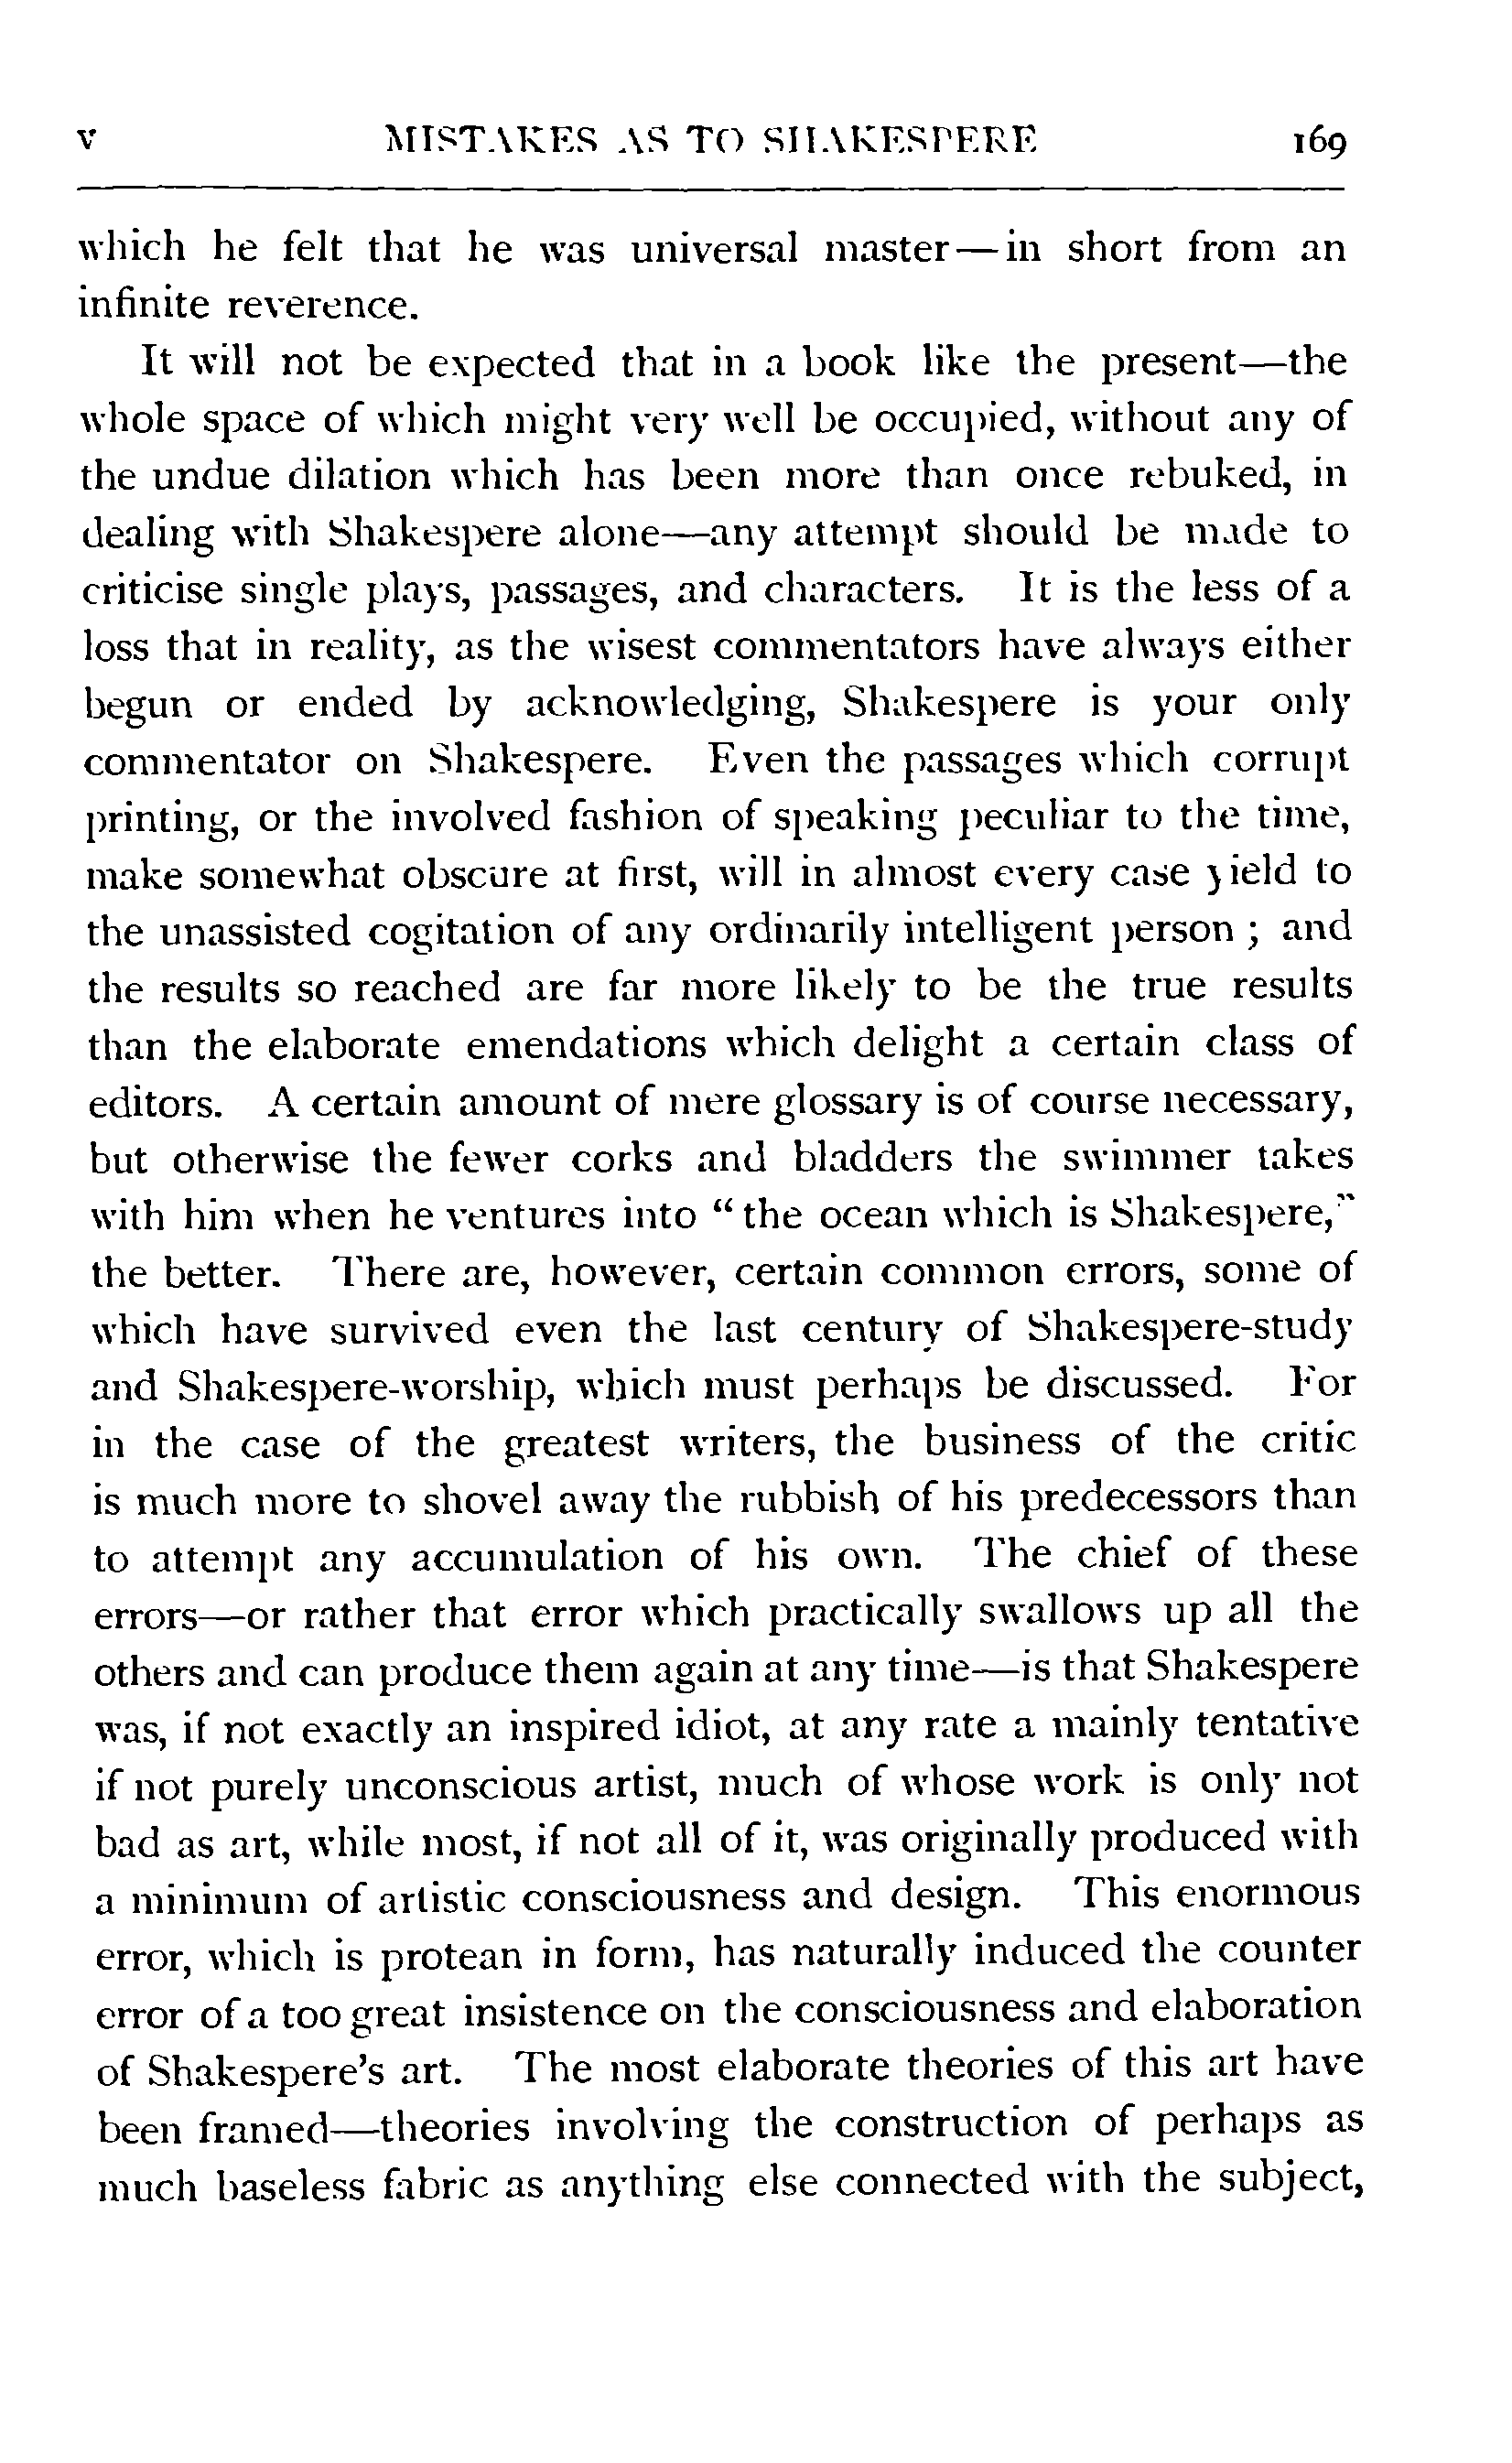 v MISTAKES AS TO SHAKESPERE 169
which he felt that he was universal master—in short from an
infinite reverence.
It will not be expected that in a book like the present—the
whole space of which might very well be occupied, without any of
the undue dilation which has been more than once rebuked, in
dealing with Shakespere alone—any attempt should be made to
criticise single plays, passages, and characters. It is the less of a
loss that in reality, as the wisest commentators have always either
begun or ended by acknowledging, Shakespere is your only
commentator on Shakespere. Even the passages which corrupt
printing, or the involved fashion of speaking peculiar to the time,
make somewhat obscure at first, will in almost every case yield to
the unassisted cogitation of any ordinarily intelligent person ; and
the results so reached are far more likely to be the true results
than the elaborate emendations which delight a certain class of
editors. A certain amount of mere glossary is of course necessary,
but otherwise the fewer corks and bladders the swimmer takes
with him when he ventures into “the ocean which is Shakespere,”
the better. There are, however, certain common errors, some of
which have survived even the last century of Shakespere-study
and Shakespere-worship, which must perhaps be discussed. For
in the case of the greatest writers, the business of the critic
is much more to shovel away the rubbish of his predecessors than
to attempt any accumulation of his own. The chief of these
errors—or rather that error which practically swallows up all the
others and can produce them again at any time—is that Shakespere
was, if not exactly an inspired idiot, at any rate a mainly tentative
if not purely unconscious artist, much of whose work is only not
bad as art, while most, if not all of it, was originally produced with
a minimum of artistic consciousness and design. This enormous
error, which is protean in form, has naturally induced the counter
error of a too great insistence on the consciousness and elaboration
of Shakespere’s art. The most elaborate theories of this art have
been framed—theories involving the construction of perhaps as
much baseless fabric as anything else connected with the subject,